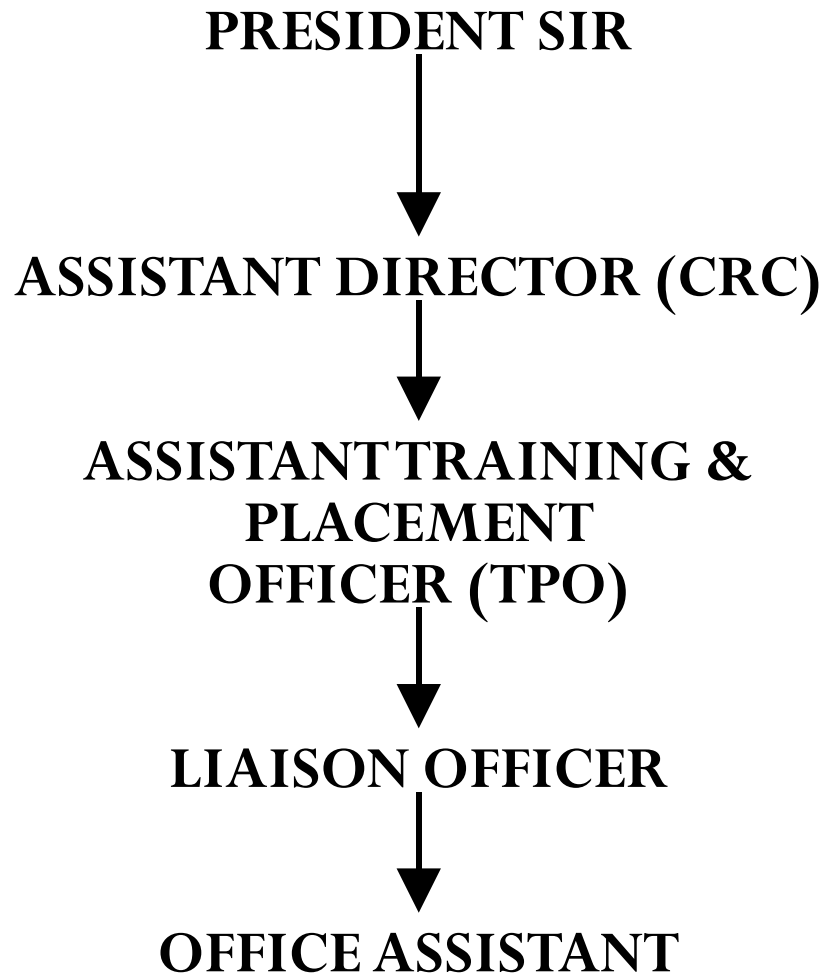 PRESIDENT SIR
ASSISTANT DIRECTOR (CRC)
ASSISTANT TRAINING &
PLACEMENT
OFFICER (TPO)
LIAISON OFFICER
OFFICE ASSISTANT